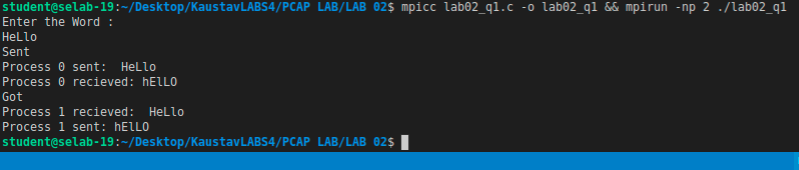 student@selab-19:~/Desktop/KaustavLABS4/PCAP LAB/LAB 02$ mpicc lab02_q1.c -o lab02_q1 && mpirun -np 2 ./lab02_q1
Enter the Word :
HeLlo
Sent
Process 0 sent:  HeLlo
Process 0 recieved: hElLO
Got
Process 1 recieved:  HeLlo
Process 1 sent: hElLO
student@selab-19:~/Desktop/KaustavLABS4/PCAP LAB/LAB 02$